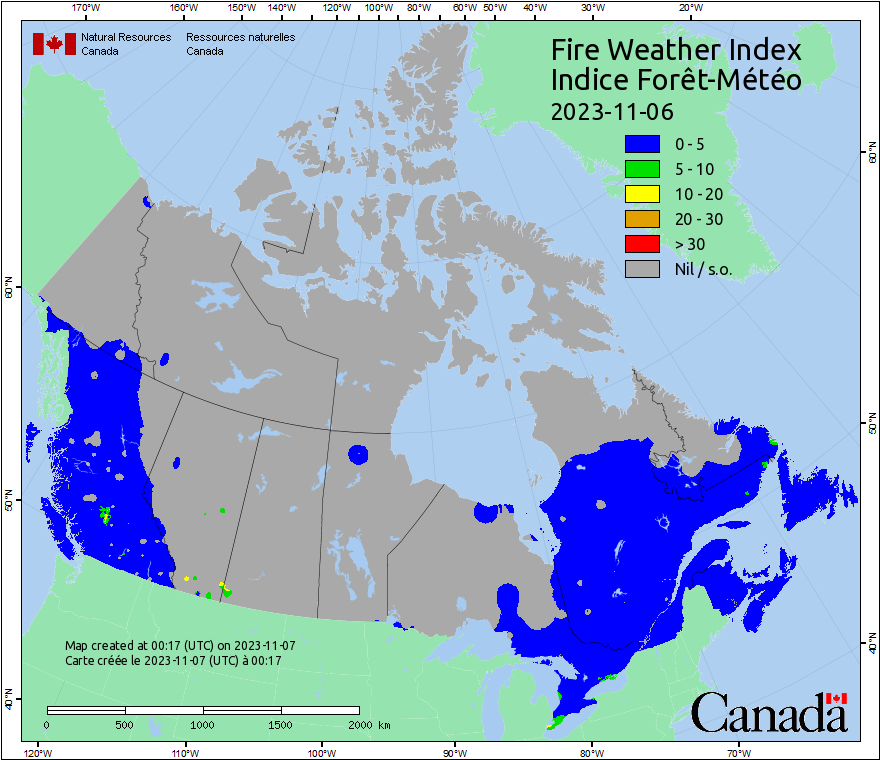 170°W 160°W 150°W 140°W 130°W 120°W 110°W 100°W 90°W 80°W 60°W 50°W 40°W 30°W 20°W
Natural Resources Ressources naturelles
Canada Canada
Fire Weather Index
Indice Forêt-Météo
2023-11-06
0 - 5
5 - 10
10 - 20
20 - 30
> 30
Nil / s.o.
60°N
60°N
50°N
50°N
40°N
40°N
Map created at 00:17 (UTC) on 2023-11-07
Carte créée le 2023-11-07 (UTC) à 00:17
0 500 1000 1500 2000 km
Canada
120°W 110°W 100°W 90°W 80°W 70°W